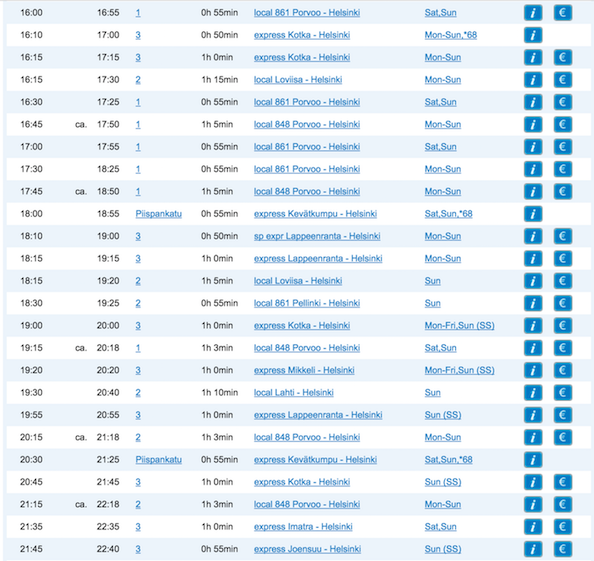 16:00 16:55 1 0h 55min local 861 Porvoo - Helsinki Sat,Sun i €
16:10 17:00 3 0h 50min express Kotka - Helsinki Mon-Sun,*68 i
16:15 17:15 3 1h 0min express Kotka - Helsinki Mon-Sun i €
16:15 17:30 2 1h 15min local Loviisa - Helsinki Mon-Sun i €
16:30 17:25 1 0h 55min local 861 Porvoo - Helsinki Sat,Sun i €
16:45 ca. 17:50 1 1h 5min local 848 Porvoo - Helsinki Mon-Sun i €
17:00 17:55 1 0h 55min local 861 Porvoo - Helsinki Sat,Sun i €
17:30 18:25 1 0h 55min local 861 Porvoo - Helsinki Mon-Sun i €
17:45 ca. 18:50 1 1h 5min local 848 Porvoo - Helsinki Mon-Sun i €
18:00 18:55 Piispankatu 0h 55min express Kevätkumpu - Helsinki Sat,Sun,*68 i
18:10 19:00 3 0h 50min sp expr Lappeenranta - Helsinki Mon-Sun i €
18:15 19:15 3 1h 0min express Lappeenranta - Helsinki Mon-Sun i €
18:15 19:20 2 1h 5min local Loviisa - Helsinki Sun i €
18:30 19:25 2 0h 55min local 861 Pellinki - Helsinki Sun i €
19:00 20:00 3 1h 0min express Kotka - Helsinki Mon-Fri,Sun (SS) i €
19:15 ca. 20:18 1 1h 3min local 848 Porvoo - Helsinki Sat,Sun i €
19:20 20:20 3 1h 0min express Mikkeli - Helsinki Mon-Fri,Sun (SS) i €
19:30 20:40 2 1h 10min local Lahti - Helsinki Sun i €
19:55 20:55 3 1h 0min express Lappeenranta - Helsinki Sun (SS) i €
20:15 ca. 21:18 2 1h 3min local 848 Porvoo - Helsinki Mon-Sun i €
20:30 21:25 Piispankatu 0h 55min express Kevätkumpu - Helsinki Sat,Sun,*68 i
20:45 21:45 3 1h 0min express Kotka - Helsinki Sun (SS) i €
21:15 ca. 22:18 2 1h 3min local 848 Porvoo - Helsinki Mon-Sun i €
21:35 22:35 3 1h 0min express Imatra - Helsinki Sat,Sun i €
21:45 22:40 3 0h 55min express Joensuu - Helsinki Sun (SS) i €